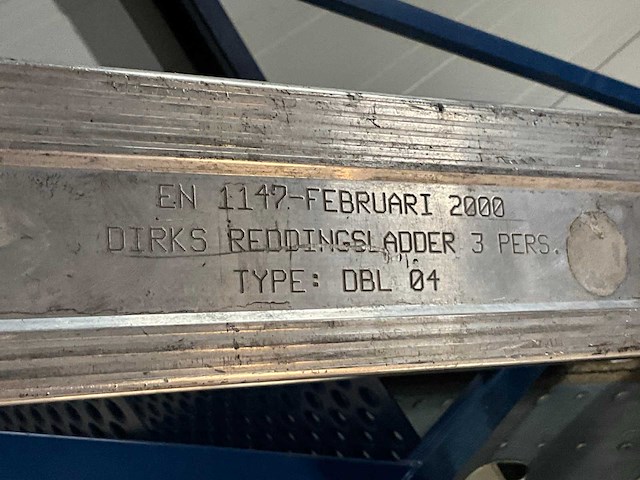 EN 1147-FEBRUARI 2000
DIRKS REDDINGSLADDER 3 PERS.
TYPE: DBL 04